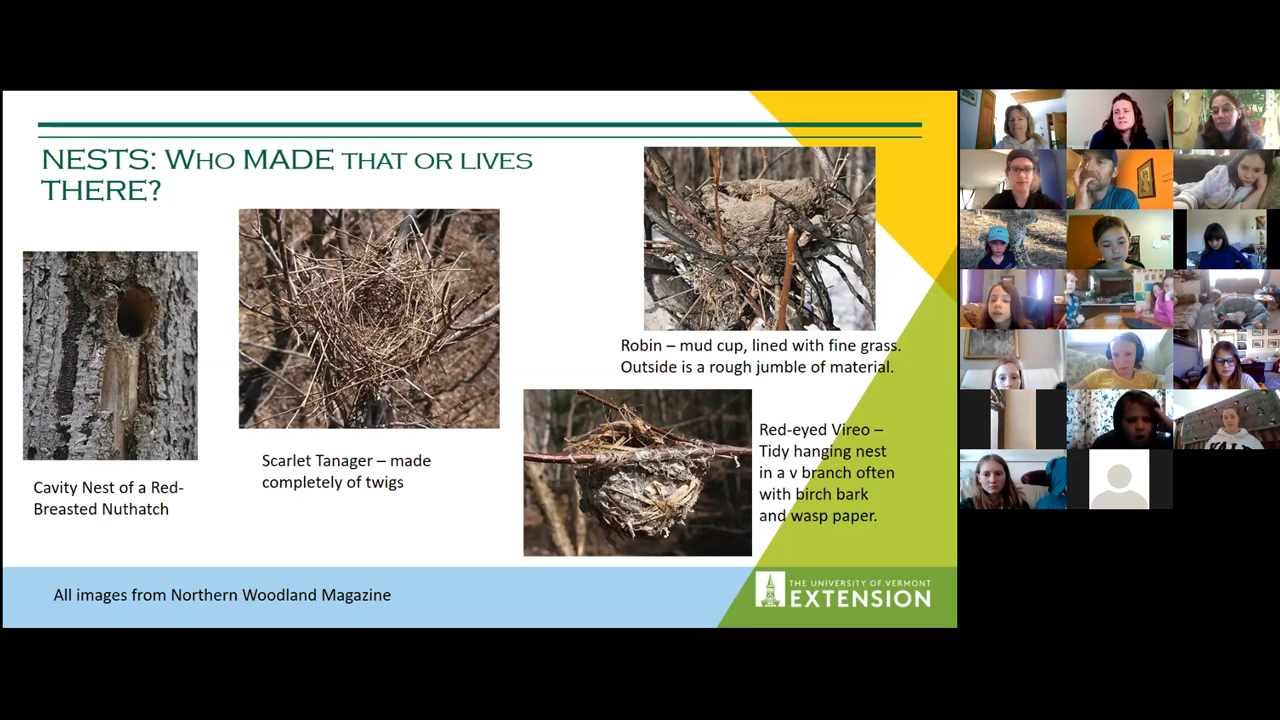 NESTS: WHO MADE THAT OR LIVES
THERE?
Cavity Nest of a Red-
Breasted Nuthatch
Scarlet Tanager – made
completely of twigs
Robin – mud cup, lined with fine grass.
Outside is a rough jumble of material.
Red-eyed Vireo –
Tidy hanging nest
in a v branch often
with birch bark
and wasp paper.
All images from Northern Woodland Magazine
THE UNIVERSITY OF VERMONT
EXTENSION